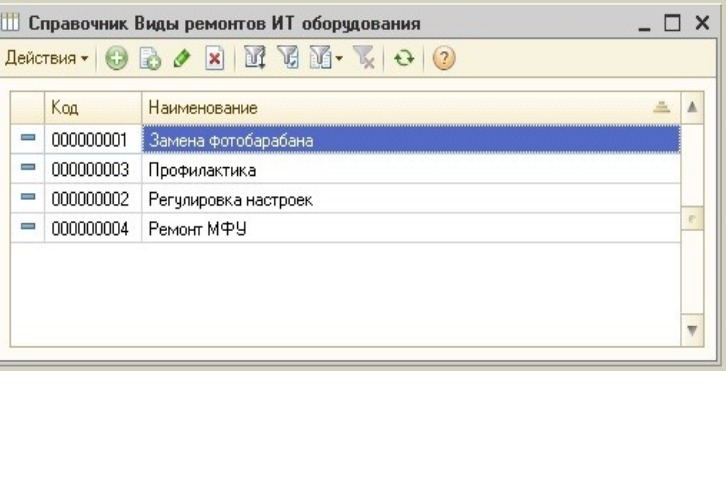 Справочник Виды ремонтов ИТ оборудования
Действия
Код Наименование
000000001 Замена фотобарабана
000000003 Профилактика
000000002 Регулировка настроек
000000004 Ремонт МФУ